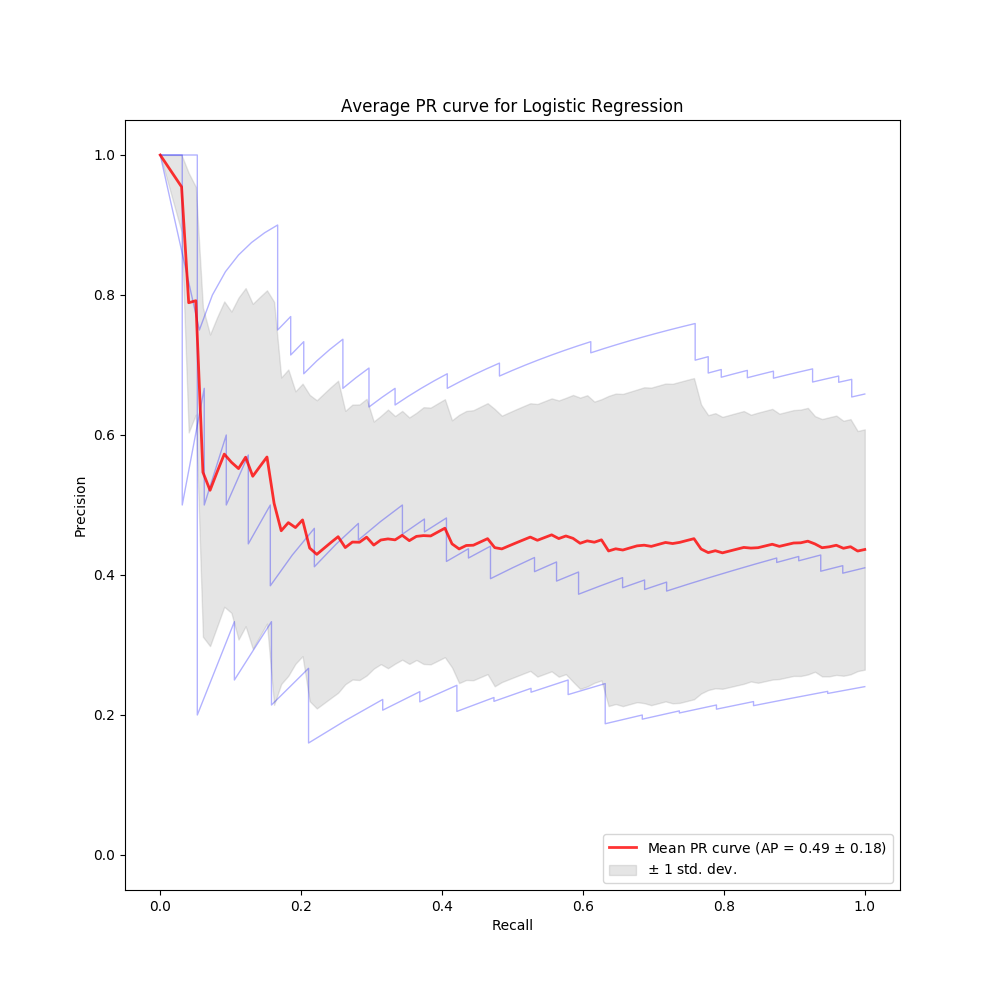 Average PR curve for Logistic Regression
1.0
0.8
0.6
0.4
0.2
0.0
Precision
0.0 0.2 0.4 0.6 0.8 1.0
Recall
Mean PR curve (AP = 0.49 ± 0.18)
± 1 std. dev.